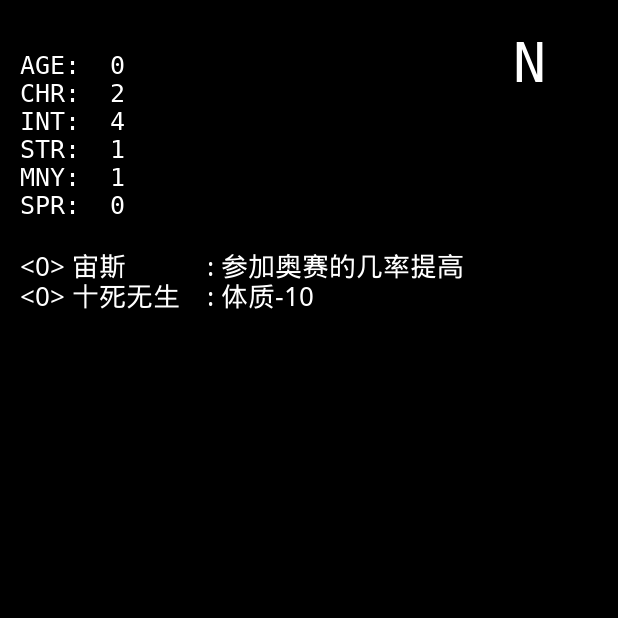 N
AGE: 0
CHR: 2
INT: 4
STR: 1
MNY: 1
SPR: 0
<0> 宙斯 : 参加奥赛的几率提高
<0> 十死无生 : 体质-10